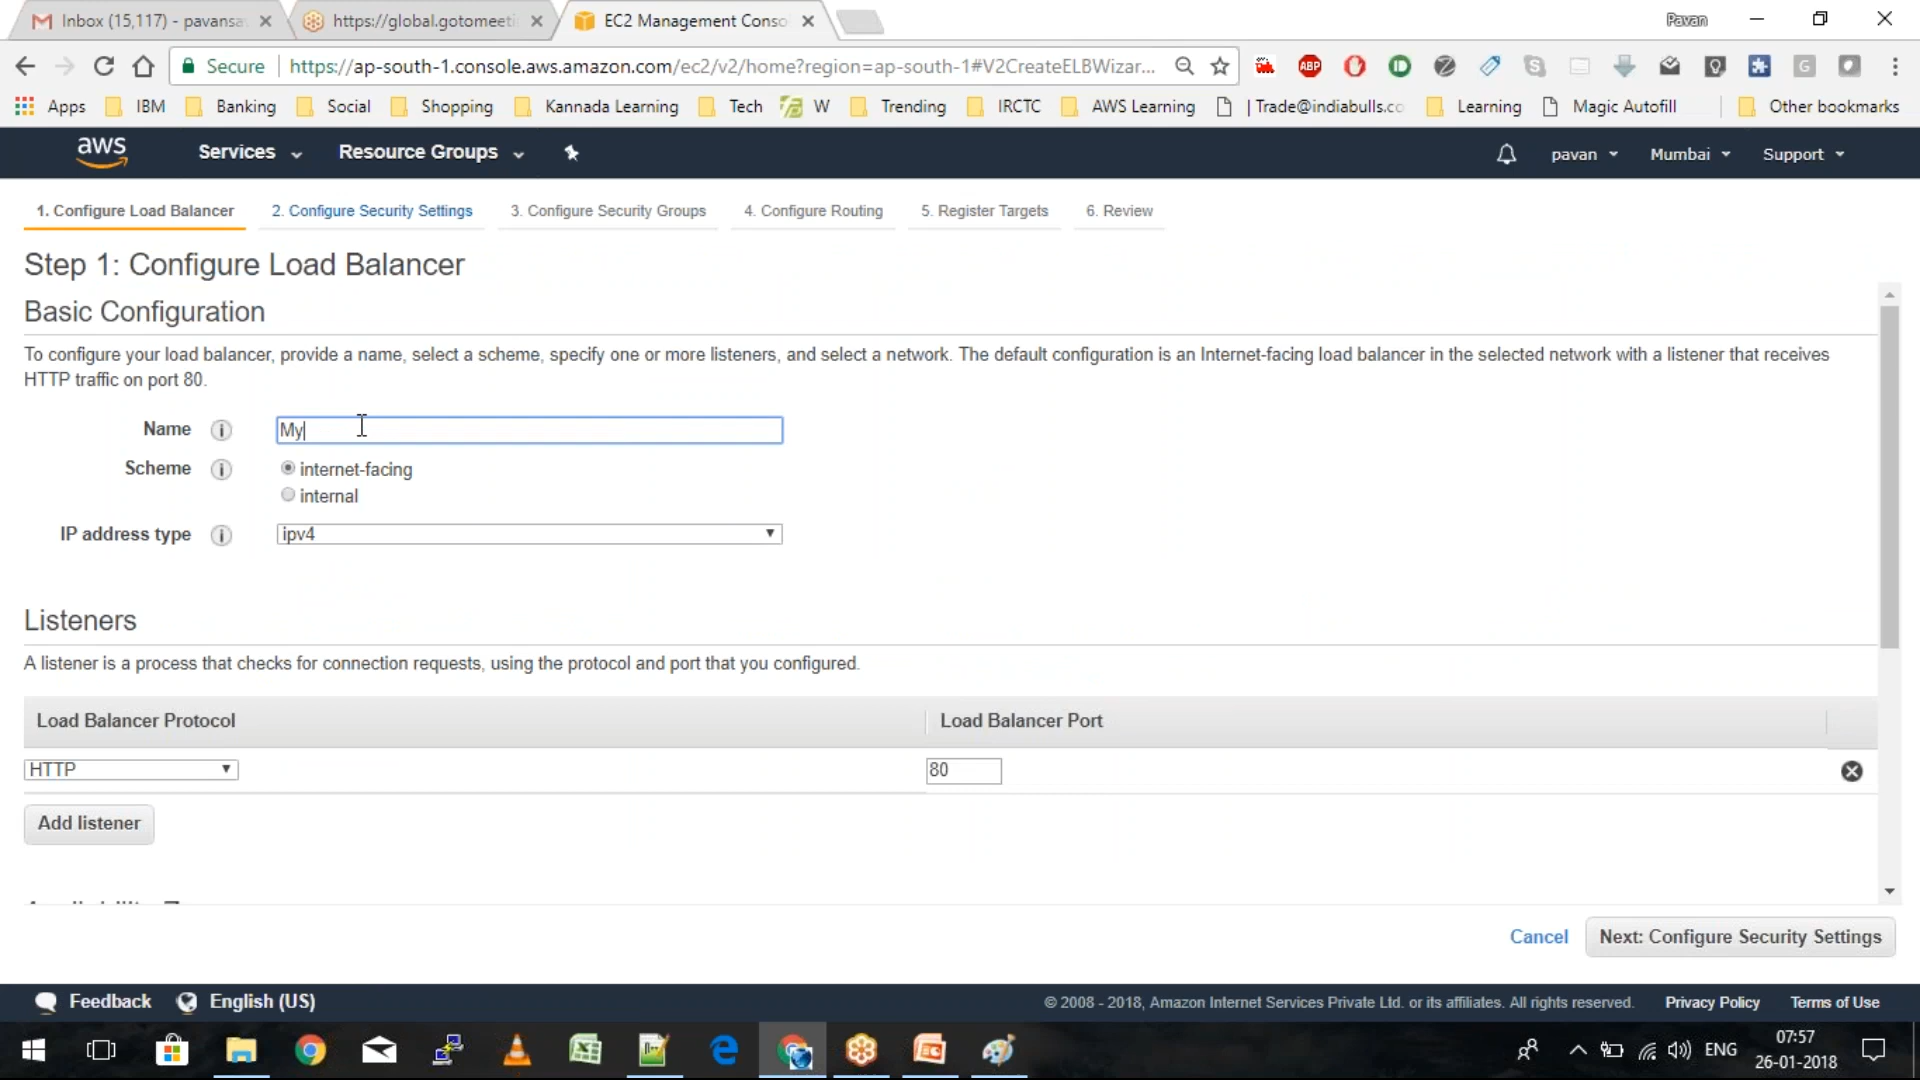 Inbox (15,117) - pavansa
https://global.gotomeeti
EC2 Management Conso
Pavan
Secure
https://ap-south-1.console.aws.amazon.com/ec2/v2/home?region=ap-south-1#V2CreateELBWizar...
ABP
G
Apps
IBM
Banking
Social
Shopping
Kannada Learning
Tech
W
Trending
IRCTC
AWS Learning
| Trade@indiabulls.co
Learning
Magic Autofill
Other bookmarks
aws
Services
Resource Groups
pavan
Mumbai
Support
1. Configure Load Balancer
2. Configure Security Settings
3. Configure Security Groups
4. Configure Routing
5. Register Targets
6. Review
Step 1: Configure Load Balancer
Basic Configuration
To configure your load balancer, provide a name, select a scheme, specify one or more listeners, and select a network. The default configuration is an Internet-facing load balancer in the selected network with a listener that receives
HTTP traffic on port 80.
Name
My
Scheme
internet-facing
internal
IP address type
ipv4
Listeners
A listener is a process that checks for connection requests, using the protocol and port that you configured.
Load Balancer Protocol
Load Balancer Port
HTTP
80
Add listener
Cancel
Next: Configure Security Settings
Feedback
English (US)
© 2008 - 2018, Amazon Internet Services Private Ltd. or its affiliates. All rights reserved.
Privacy Policy
Terms of Use
ENG
07:57
26-01-2018